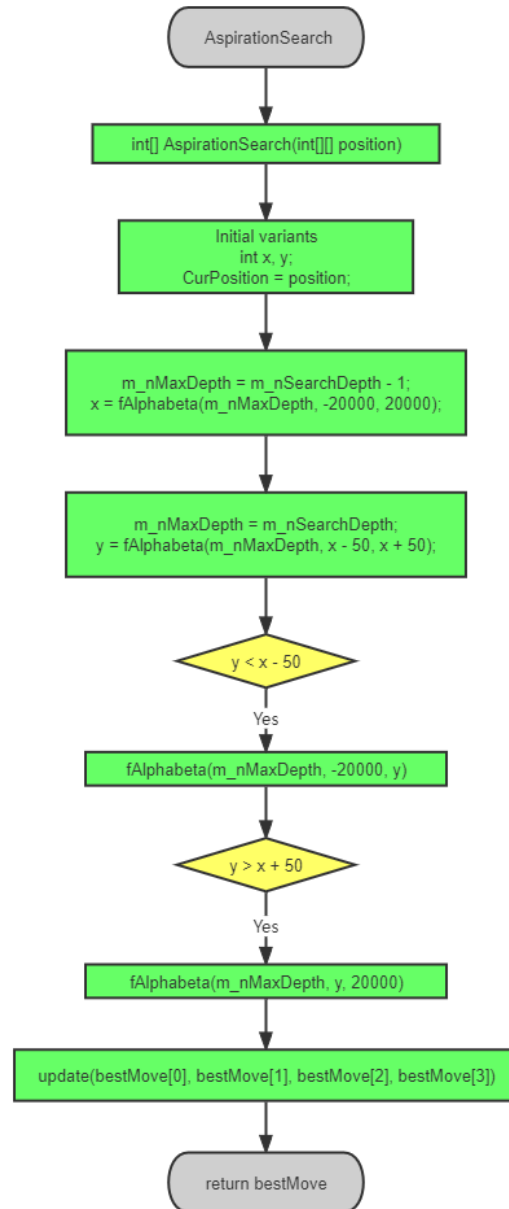 AspirationSearch
int[] AspirationSearch(int[][] position)
Initial variants
int x, y;
CurPosition = position;
m_nMaxDepth = m_nSearchDepth - 1;
x = fAlphabeta(m_nMaxDepth, -20000, 20000);
m_nMaxDepth = m_nSearchDepth;
y = fAlphabeta(m_nMaxDepth, x - 50, x + 50);
y < x - 50
Yes
fAlphabeta(m_nMaxDepth, -20000, y)
y > x + 50
Yes
fAlphabeta(m_nMaxDepth, y, 20000)
update(bestMove[0], bestMove[1], bestMove[2], bestMove[3])
return bestMove